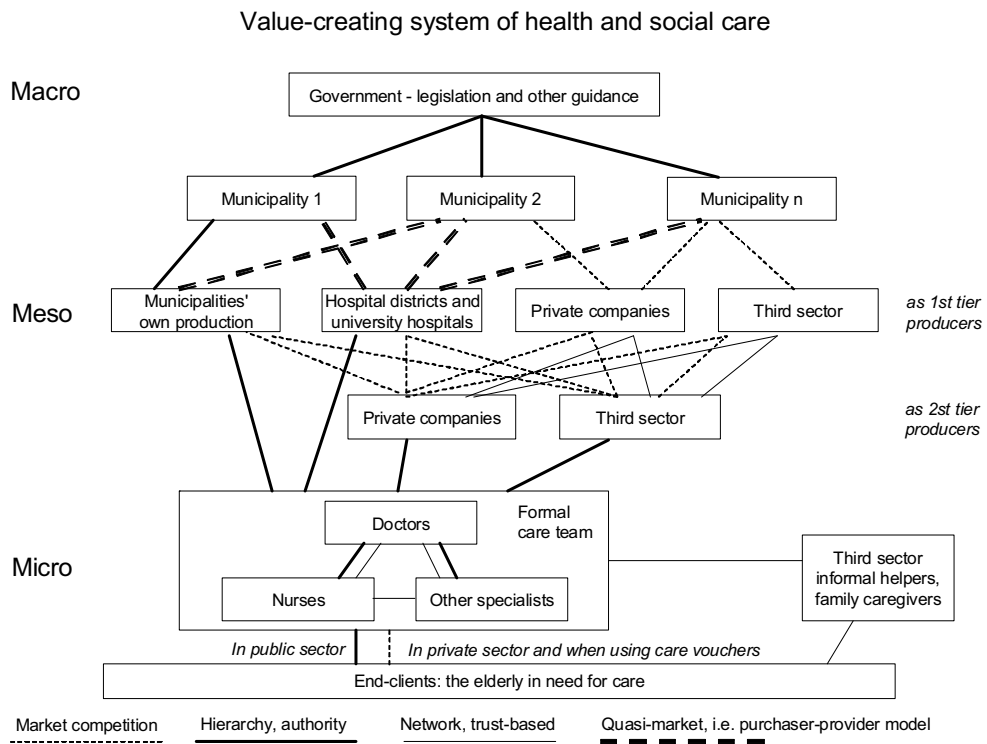 Value-creating system of health and social care
Macro
Government - legislation and other guidance
Municipality 1
Municipality 2
Municipality n
Meso
Municipalities'
own production
Hospital districts and
university hospitals
Private companies
Third sector
as 1st tier
producers
Private companies
Third sector
as 2st tier
producers
Micro
Formal
care team
Doctors
Nurses
Other specialists
Third sector
informal helpers,
family caregivers
In public sector
In private sector and when using care vouchers
End-clients: the elderly in need for care
Market competition
Hierarchy, authority
Network, trust-based
Quasi-market, i.e. purchaser-provider model